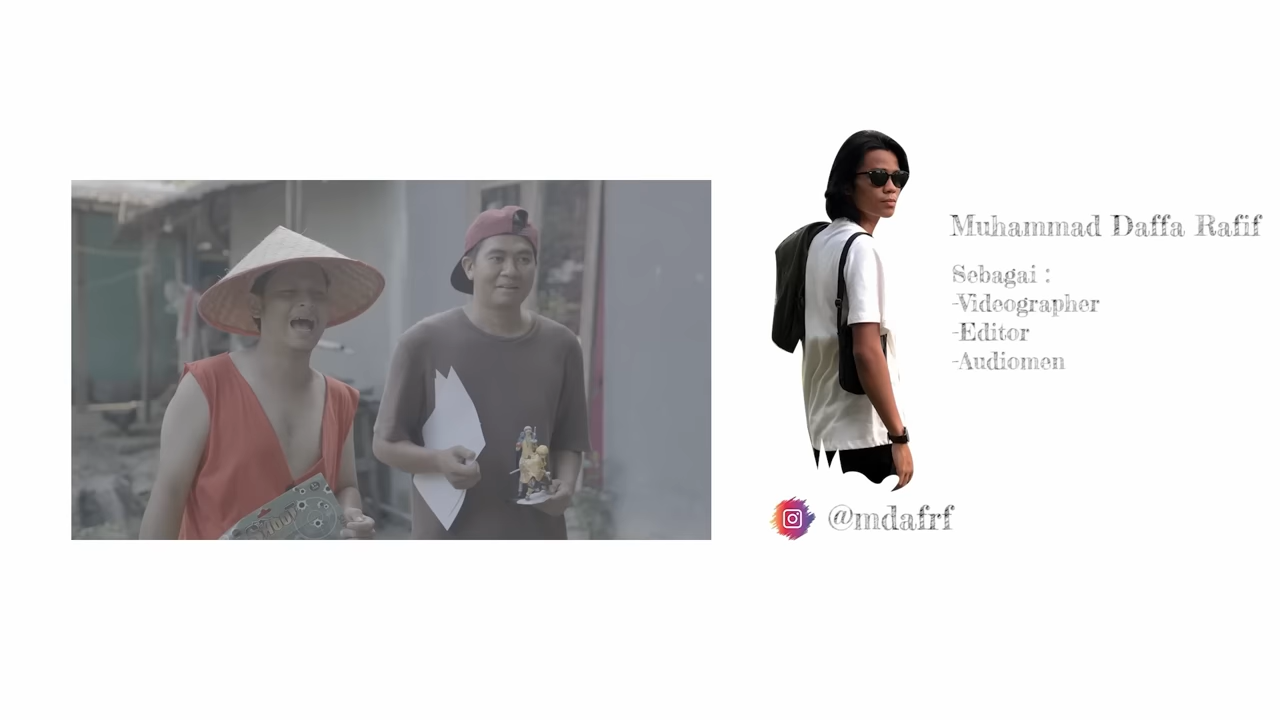 Muhammad Daffa Rafif
Sebagai :
-Videographer
-Editor
-Audiomen
@mdafrf